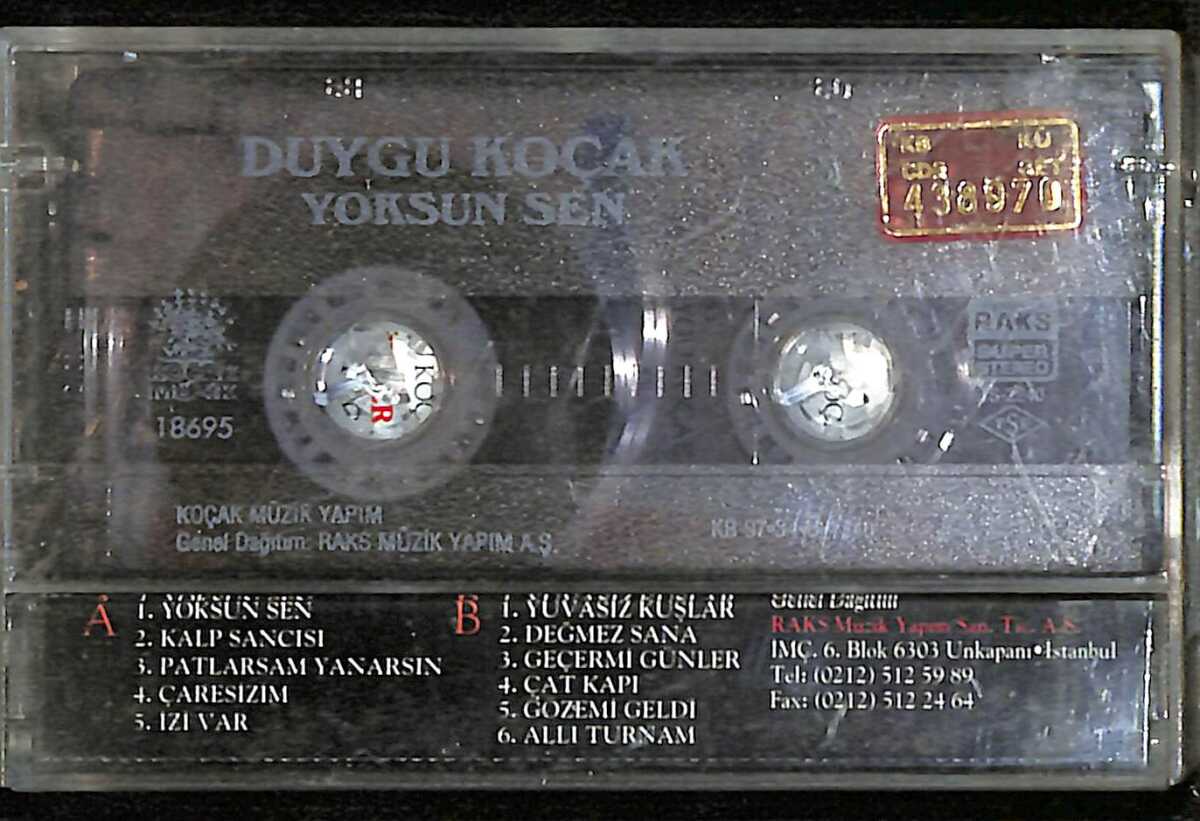 DUYGU KOÇAK
YOKSUN SEN
KB
KÜ
CDS
438970
RAKS
SUPER
STEREO
18695
KOÇAK MÜZİK YAPIM
Genel Dağıtım: RAKS MÜZİK YAPIM A.Ş.
A
1. YOKSUN SEN
2. KALP SANCISI
3. PATLARSAM YANARSIN
4. ÇARESİZİM
5. İZİ VAR
B
1. YUVASIZ KUŞLAR
2. DEĞMEZ SANA
3. GEÇERMİ GÜNLER
4. ÇAT KAPI
5. GÖZEMİ GELDİ
6. ALLI TURNAM
Genel Dağıtım
RAKS Müzik Yapım San. Tic. A.Ş.
İMÇ. 6. Blok 6303 Unkapanı•İstanbul
Tel: (0212) 512 59 89
Fax: (0212) 512 24 64